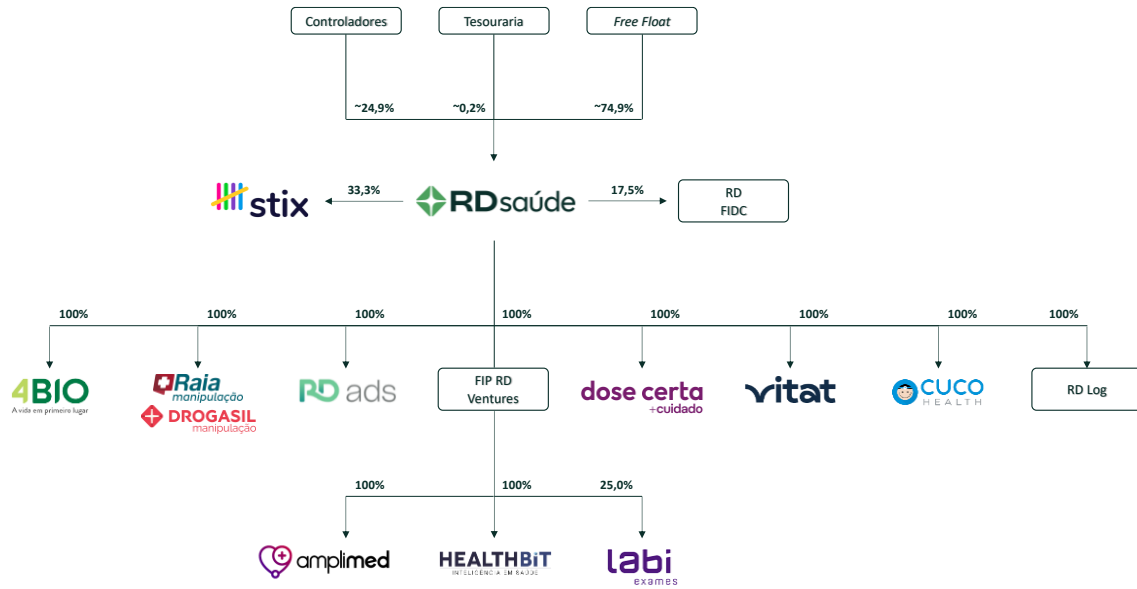 Controladores
Tesouraria
Free Float
~24,9%
~0,2%
~74,9%
stix
33,3%
RDsaúde
17,5%
RD
FIDC
100%
100%
100%
100%
100%
100%
100%
100%
4BIO
A vida em primeiro lugar
Raia
manipulação
DROGASIL
manipulação
RD ads
FIP RD
Ventures
dose certa
+cuidado
vitat
CUCO
HEALTH
RD Log
100%
100%
25,0%
amplimed
HEALTHBiT
INTELIGÊNCIA EM SAÚDE
labi
exames